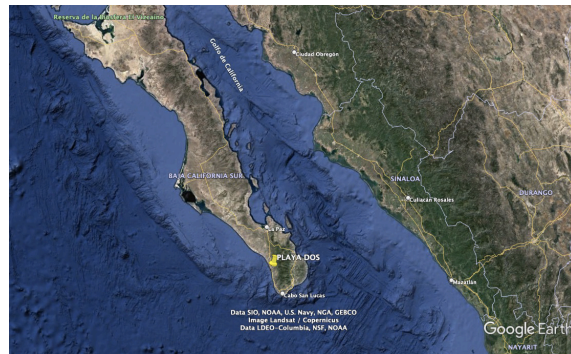 Reserva de la Biosfera El Vizcaíno
Golfo de California
Ciudad Obregón
BAJA CALIFORNIA SUR
SINALOA
DURANGO
Culiacán Rosales
La Paz
PLAYA DOS
Mazatlán
Cabo San Lucas
Data SIO, NOAA, U.S. Navy, NGA, GEBCO
Image Landsat / Copernicus
Data LDEO-Columbia, NSF, NOAA
Google Earth
NAYARIT